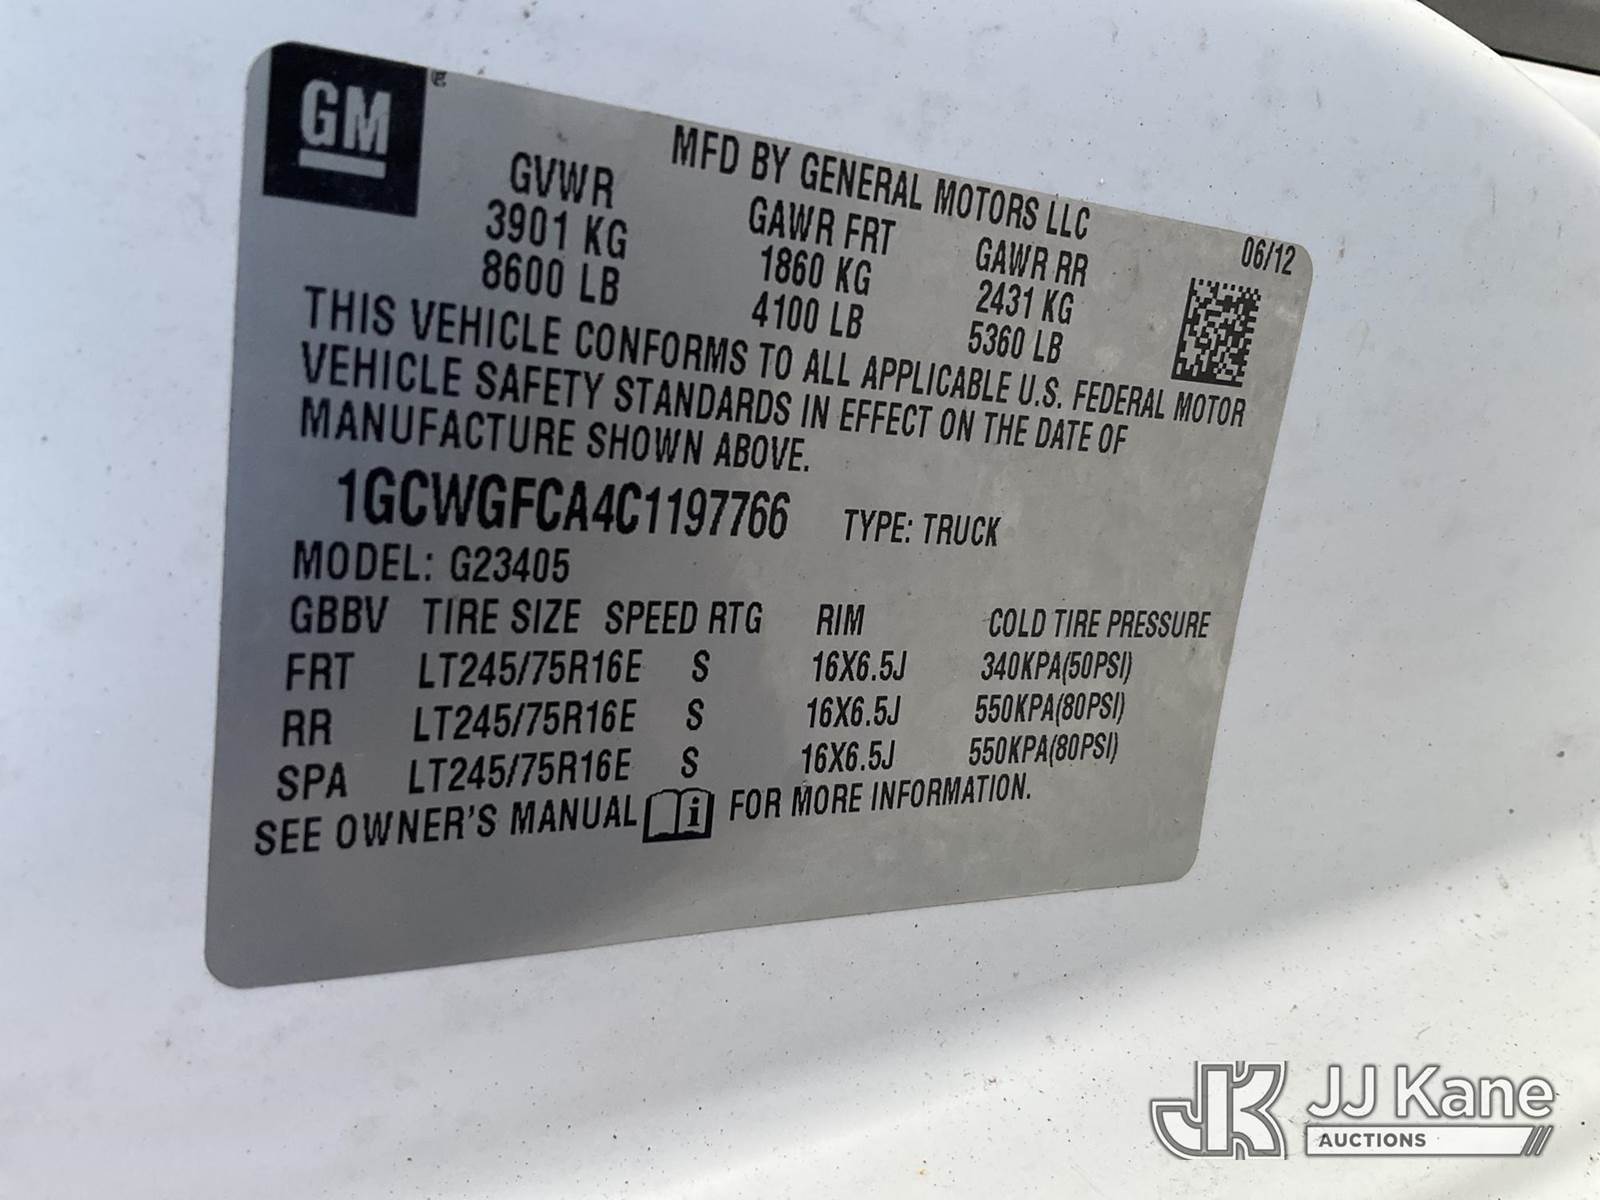 GM
MFD BY GENERAL MOTORS LLC
06/12
GVWR GAWR FRT GAWR RR
3901 KG 1860 KG 2431 KG
8600 LB 4100 LB 5360 LB
THIS VEHICLE CONFORMS TO ALL APPLICABLE U.S. FEDERAL MOTOR
VEHICLE SAFETY STANDARDS IN EFFECT ON THE DATE OF
MANUFACTURE SHOWN ABOVE.
1GCWGFCA4C1197766 TYPE: TRUCK
MODEL: G23405
GBBV TIRE SIZE SPEED RTG RIM COLD TIRE PRESSURE
FRT LT245/75R16E S 16X6.5J 340KPA(50PSI)
RR LT245/75R16E S 16X6.5J 550KPA(80PSI)
SPA LT245/75R16E S 16X6.5J 550KPA(80PSI)
SEE OWNER'S MANUAL i FOR MORE INFORMATION.
JK JJ Kane
AUCTIONS